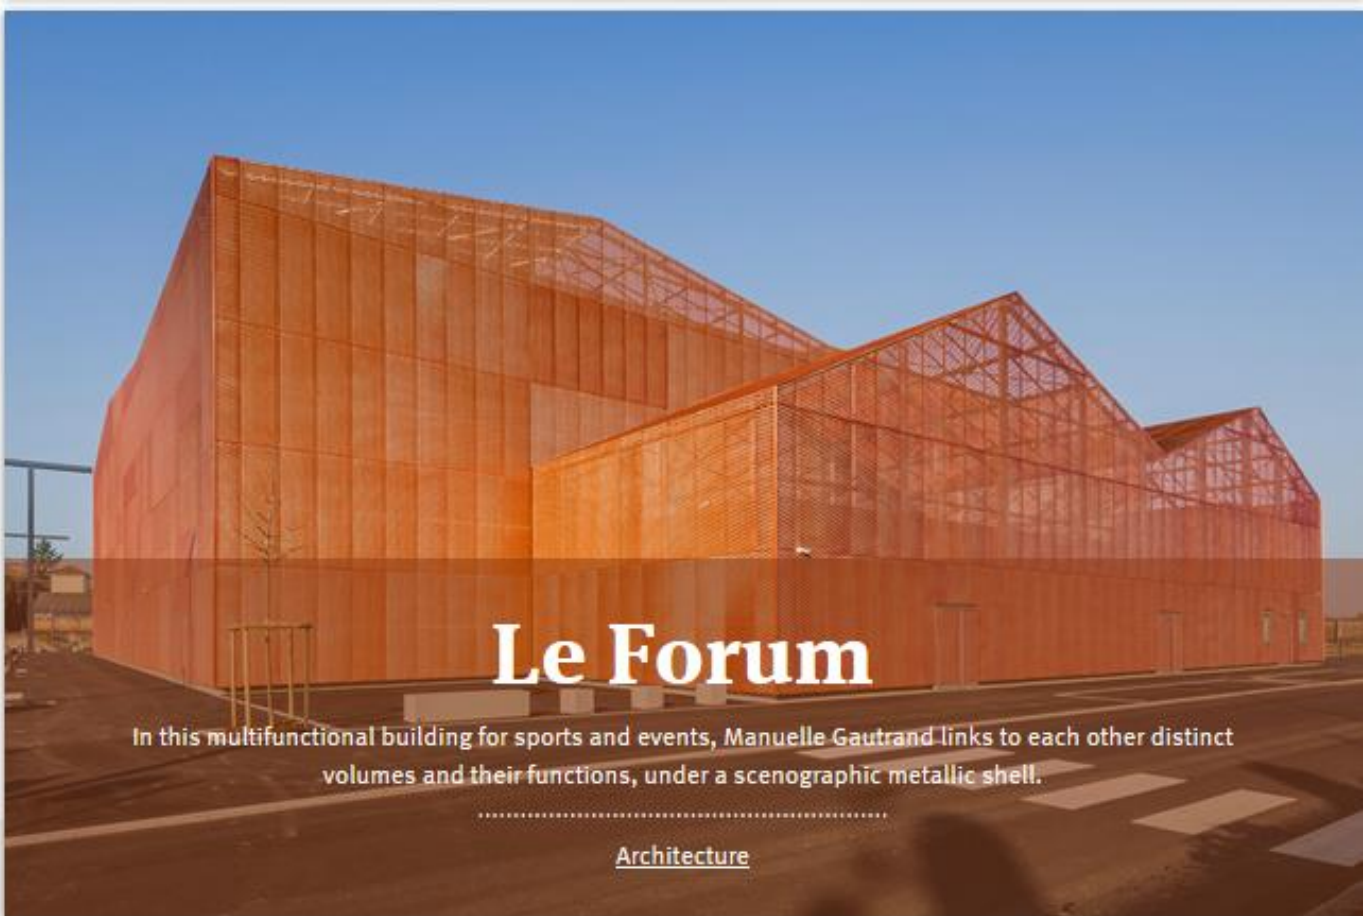 Le Forum
In this multifunctional building for sports and events, Manuelle Gautrand links to each other distinct
volumes and their functions, under a scenographic metallic shell.
Architecture